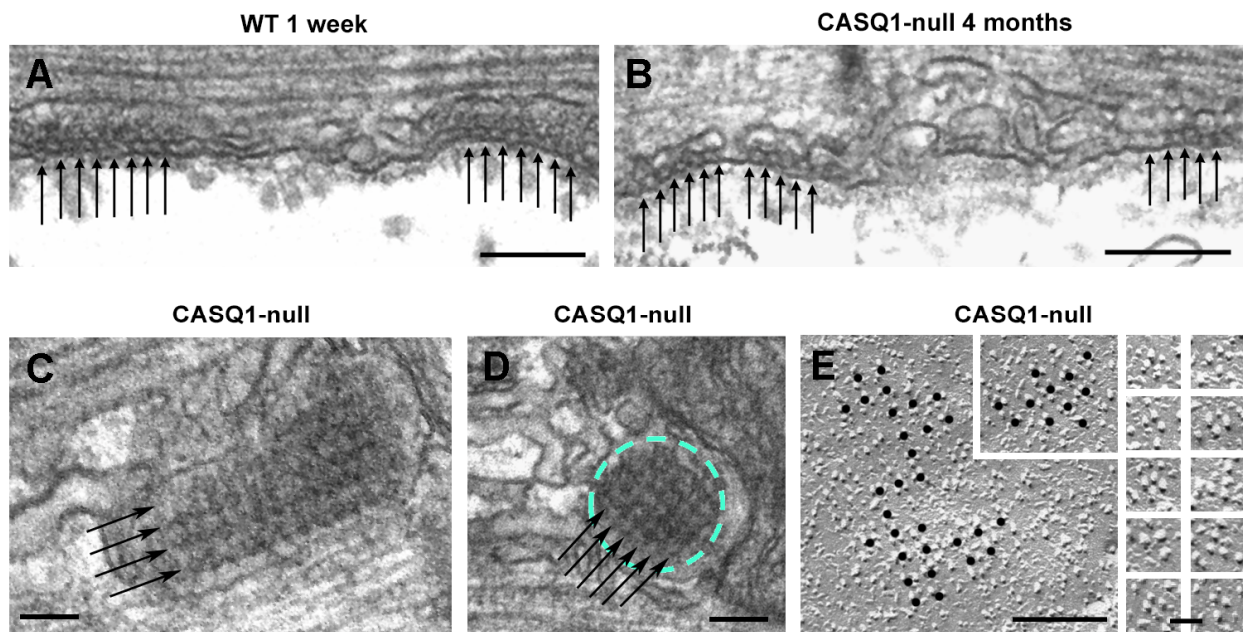 WT 1 week
CASQ1-null 4 months
A
B
CASQ1-null
CASQ1-null
CASQ1-null
C
D
E